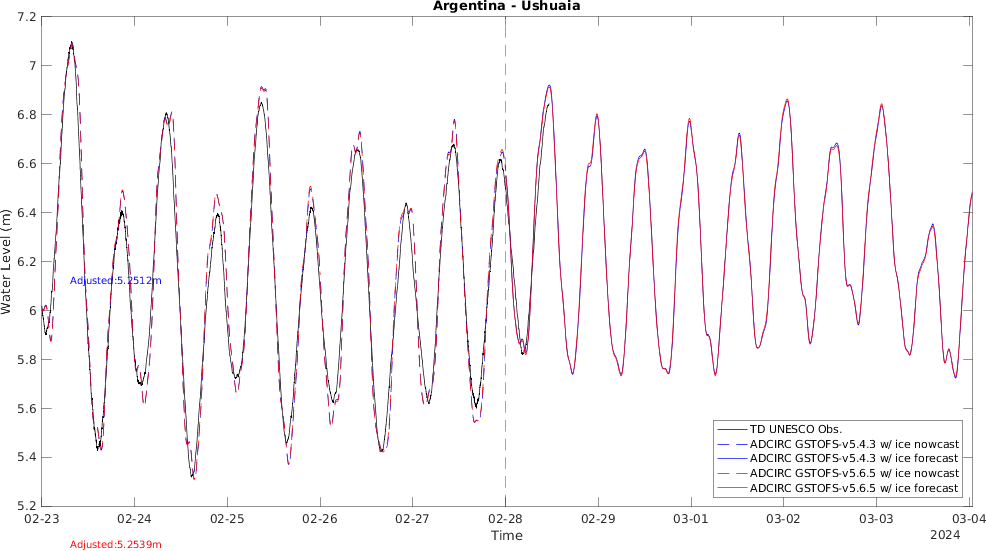 Argentina - Ushuaia
7.2
7
6.8
6.6
6.4
6.2
6
5.8
5.6
5.4
5.2
Water Level (m)
Adjusted:5.2512m
TD UNESCO Obs.
ADCIRC GSTOFS-v5.4.3 w/ ice nowcast
ADCIRC GSTOFS-v5.4.3 w/ ice forecast
ADCIRC GSTOFS-v5.6.5 w/ ice nowcast
ADCIRC GSTOFS-v5.6.5 w/ ice forecast
02-23 02-24 02-25 02-26 02-27 02-28 02-29 03-01 03-02 03-03 03-04
Time
2024
Adjusted:5.2539m